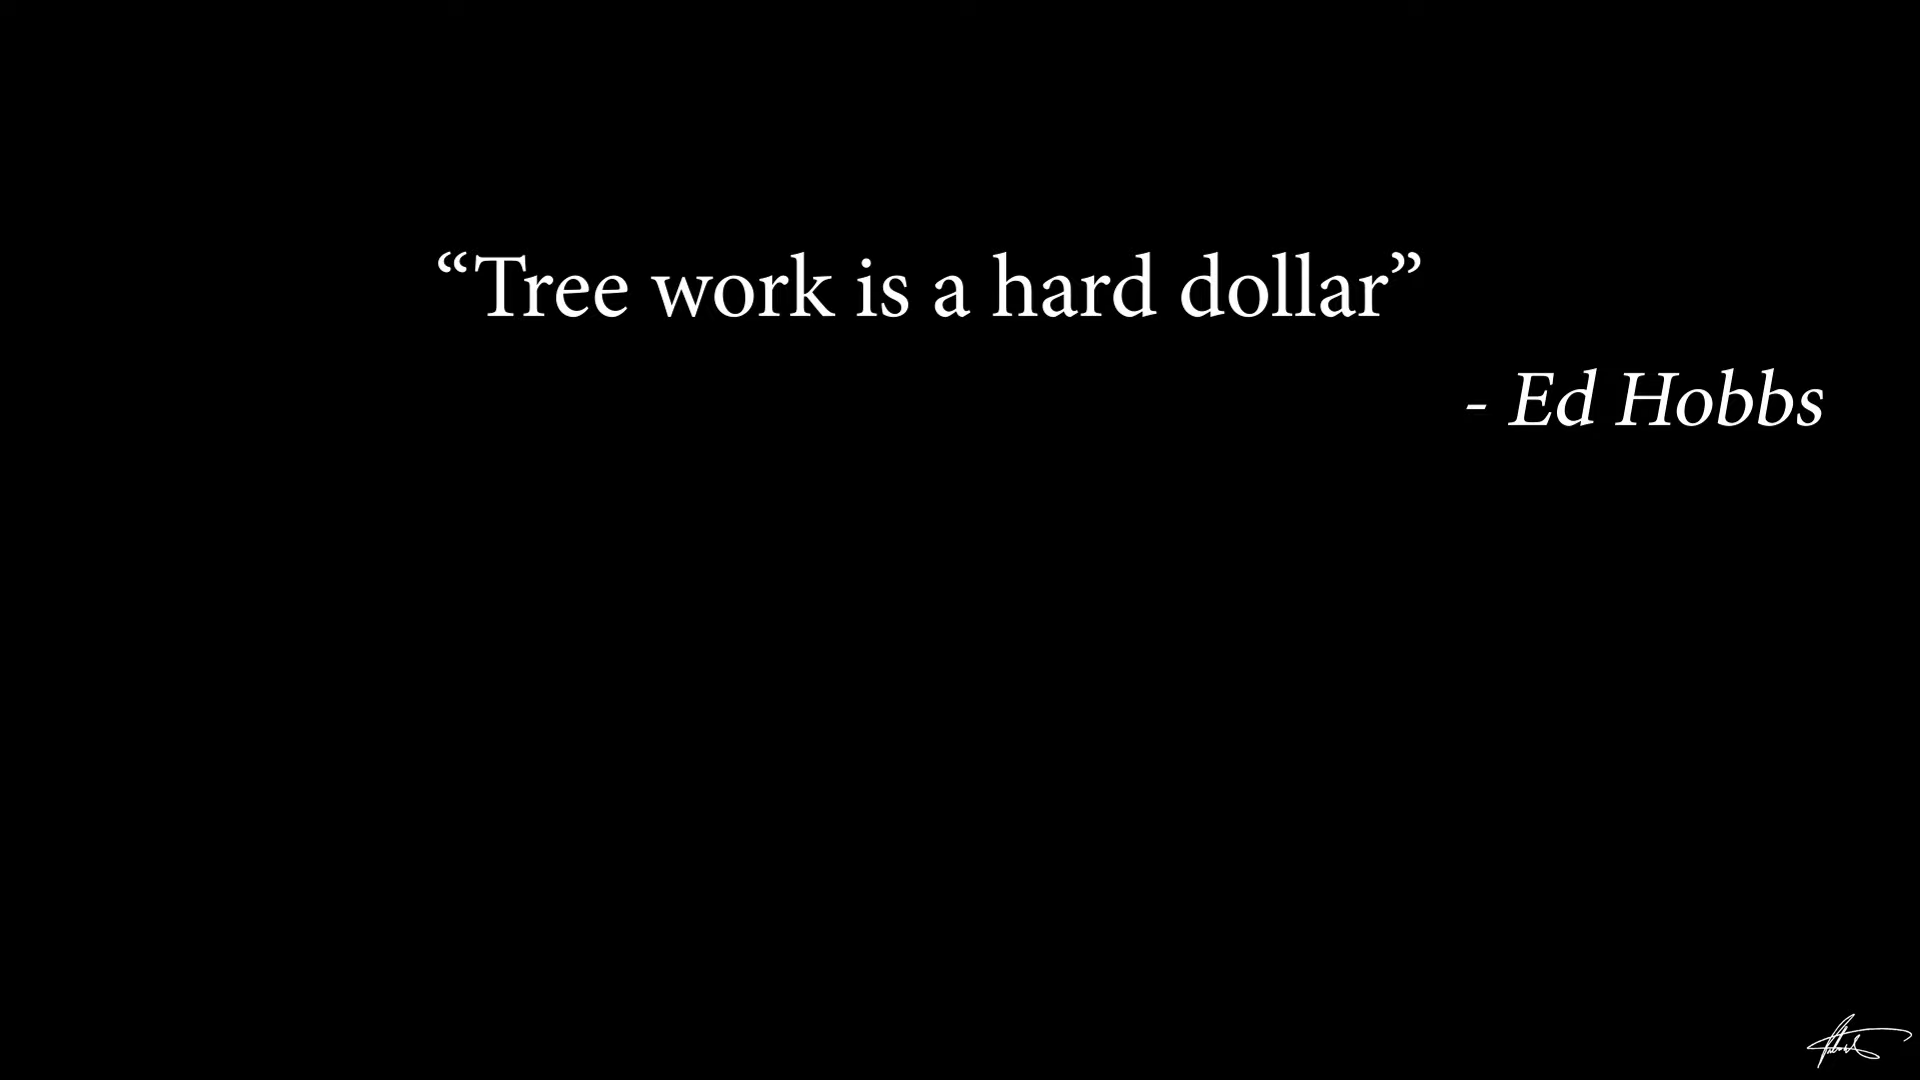 “Tree work is a hard dollar”
- Ed Hobbs